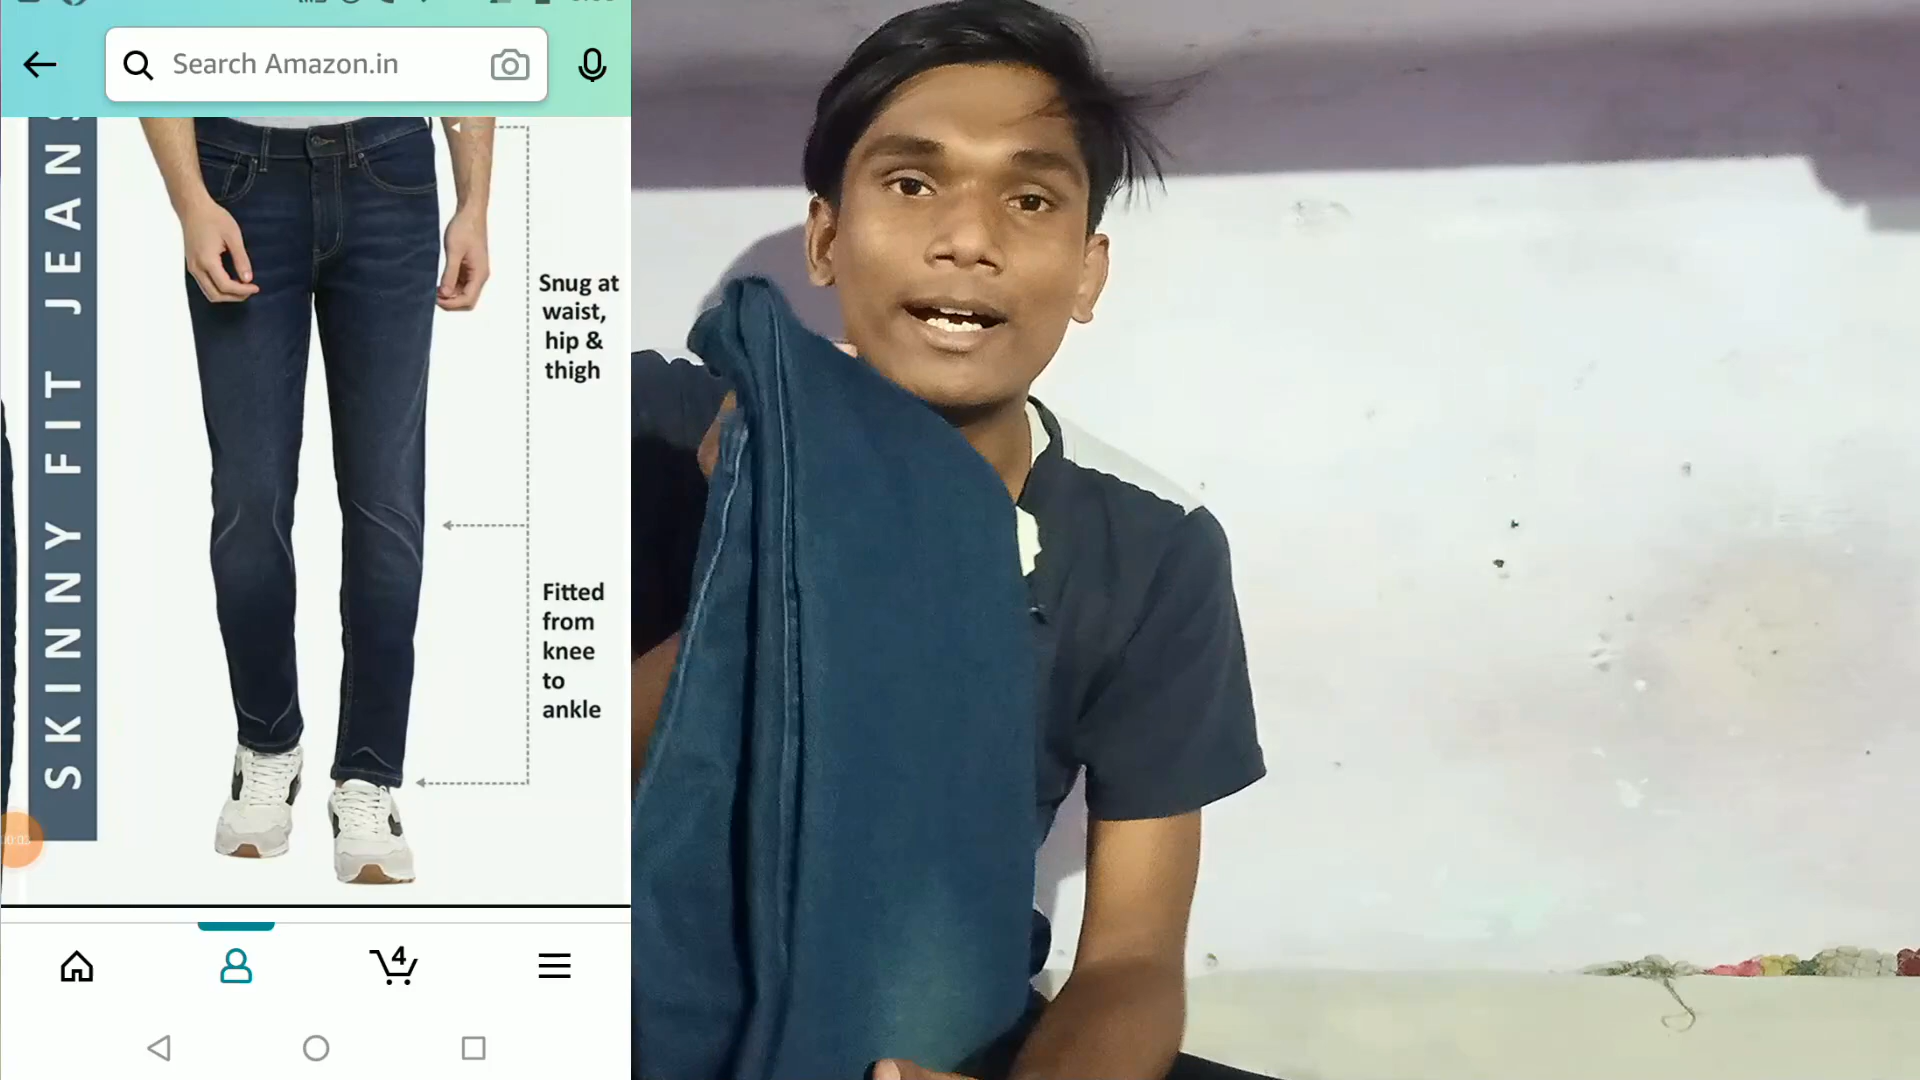 Search Amazon.in
SKINNY FIT JEANS
Snug at
waist,
hip &
thigh
Fitted
from
knee
to
ankle
4